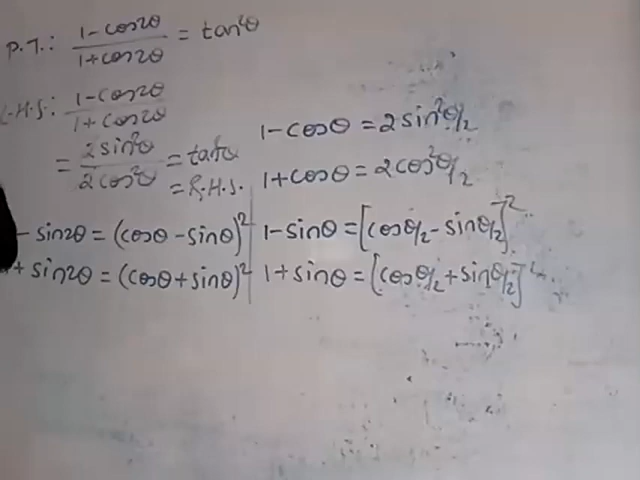 P.T.: (1-cos2θ)/(1+cos2θ) = tan²θ
L.H.S: (1-cos2θ)/(1+cos2θ)
= 2sin²θ/2cos²θ = tan²θ
= R.H.S.
1-cosθ = 2sin²θ/2
1+cosθ = 2cos²θ/2
- sin2θ = (cosθ - sinθ)²
+ sin2θ = (cosθ + sinθ)²
1-sinθ = [cosθ/2 - sinθ/2]²
1+sinθ = [cosθ/2 + sinθ/2]²